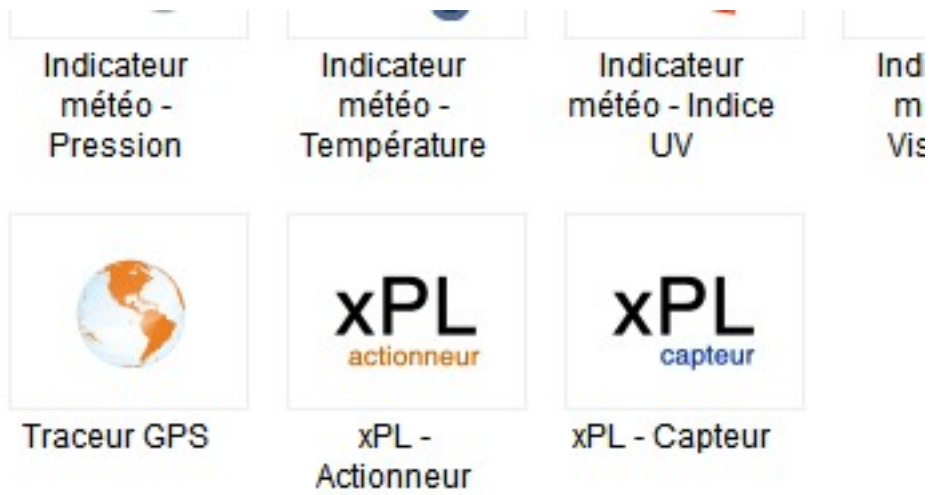 Indicateur
météo -
Pression
Indicateur
météo -
Température
Indicateur
météo - Indice
UV
xPL
actionneur
xPL
capteur
Traceur GPS
xPL -
Actionneur
xPL - Capteur